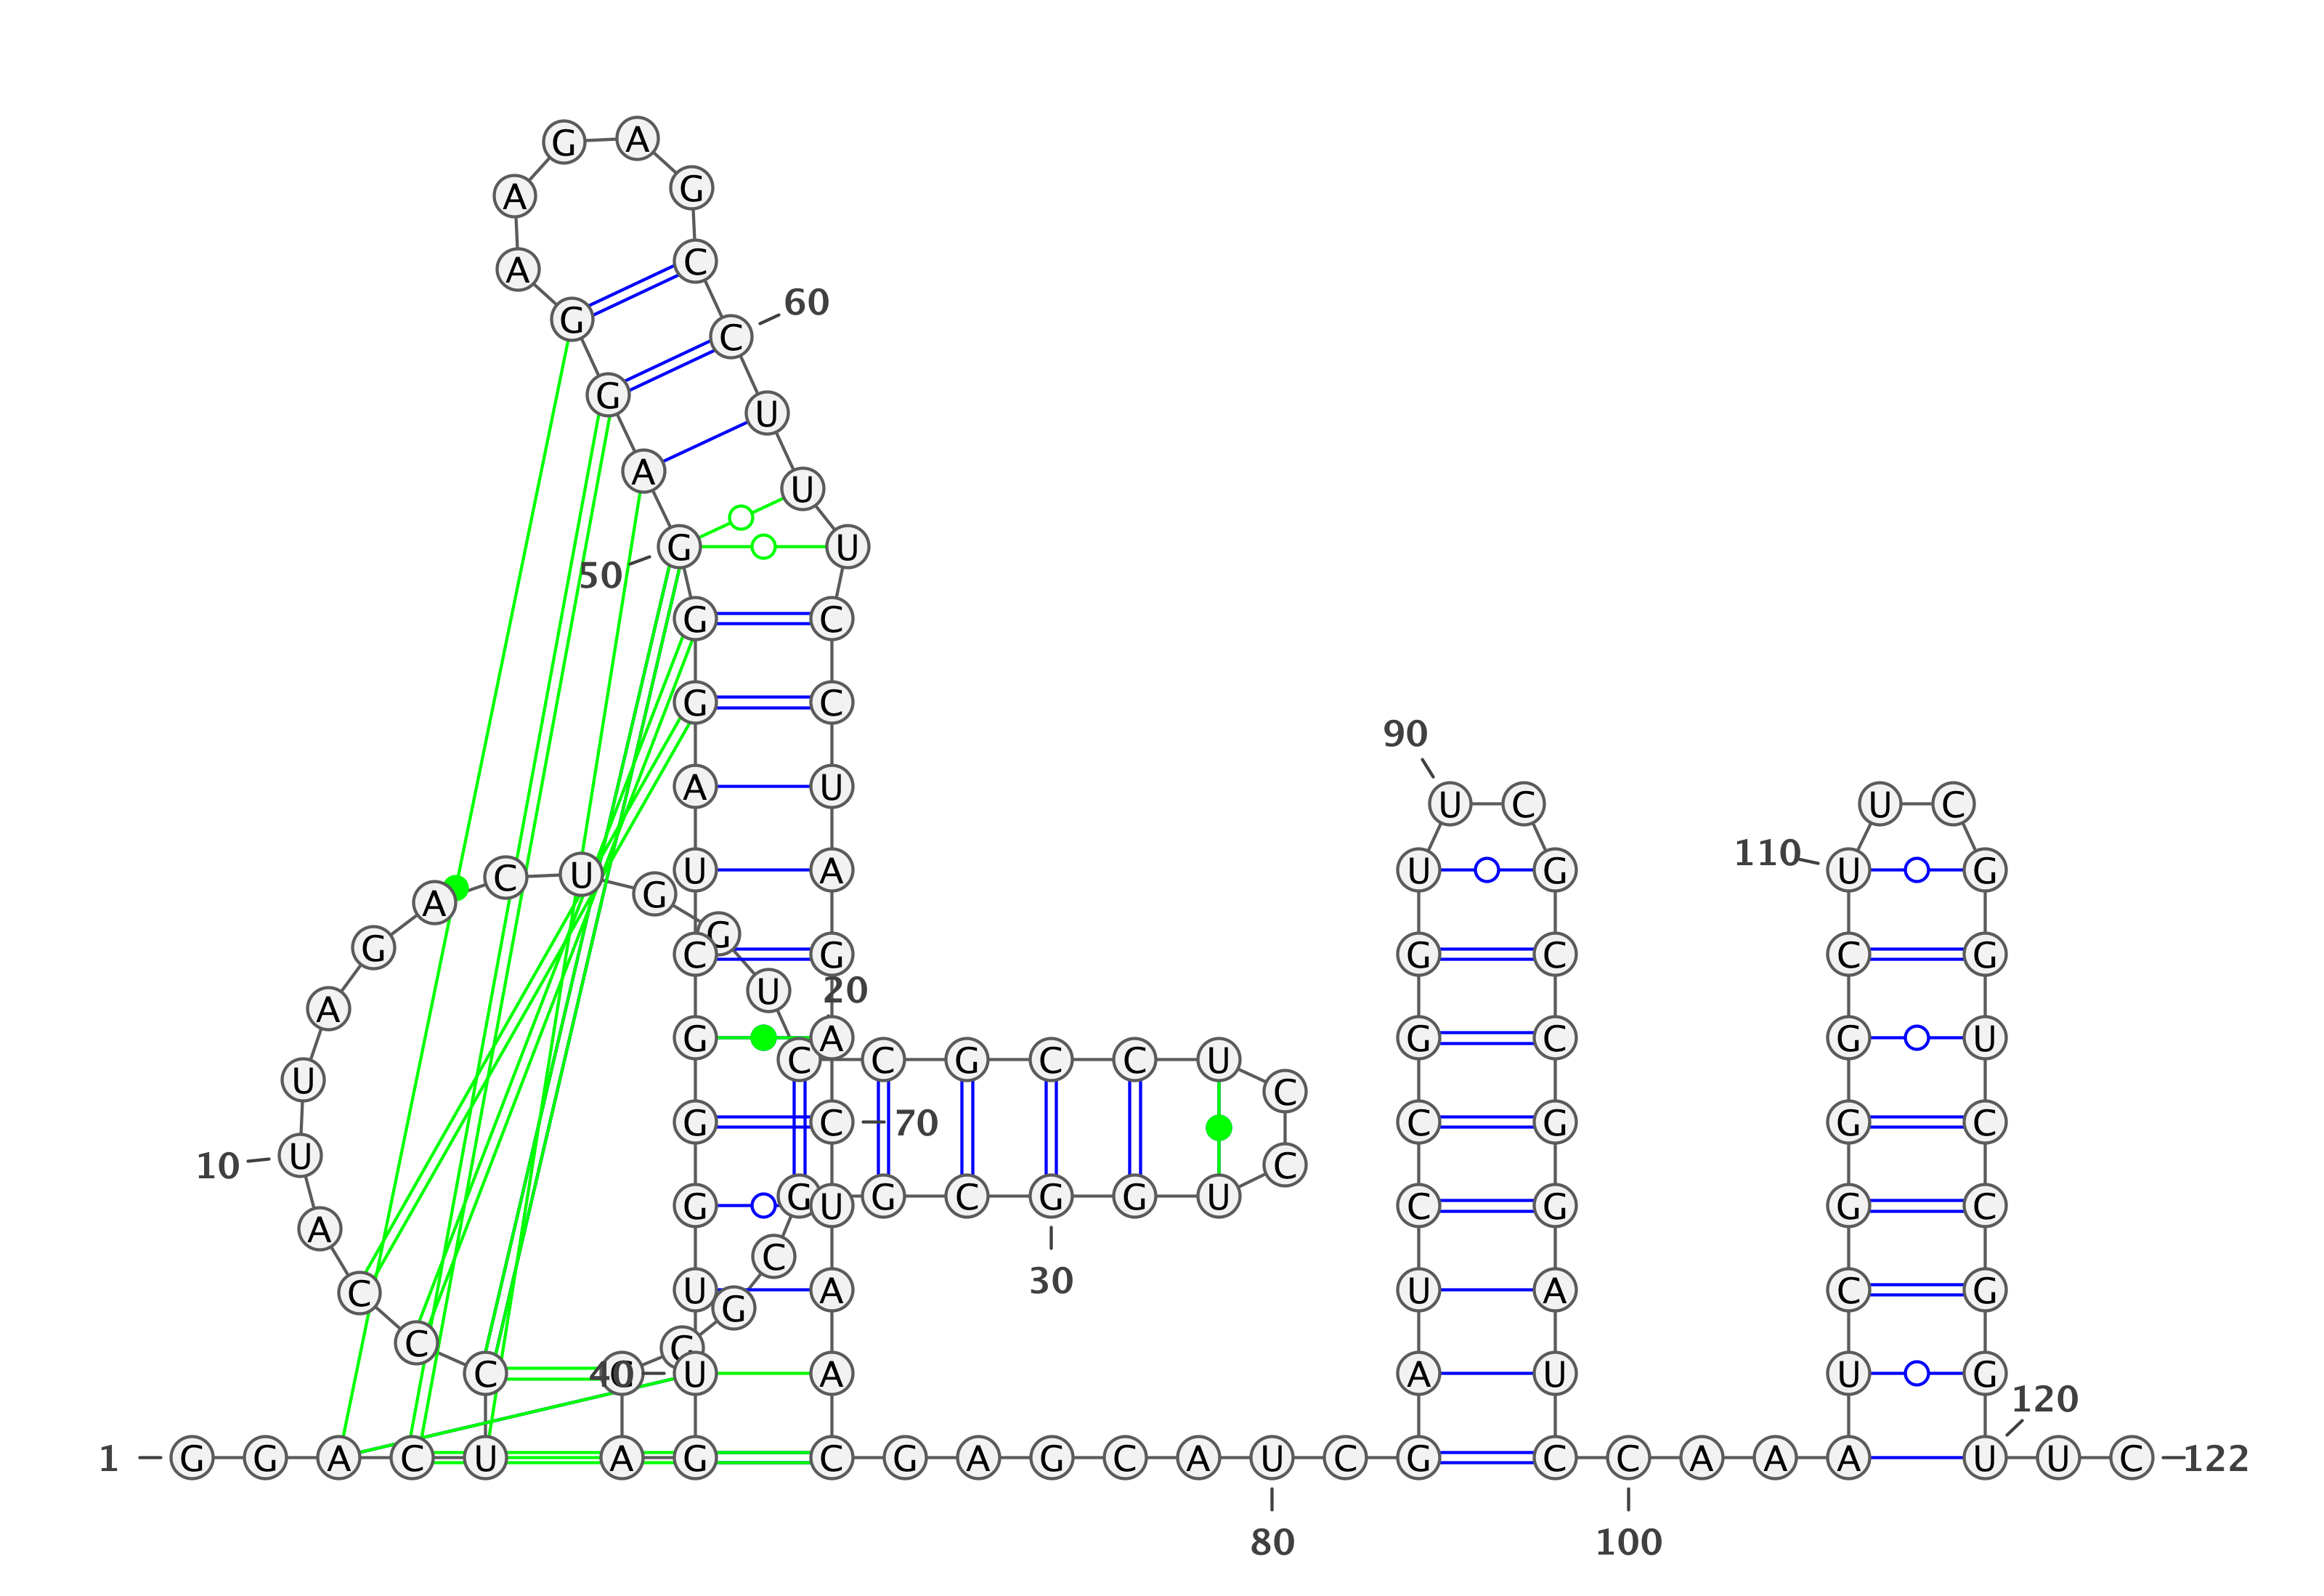 G A
A G
A C
60
G C
G U
A U
G U
50
G C
G C
90
A U
U C U C
110
C U U A U G U G
A G
G G
C G G C C G
U 20
A
G A G C G U
C C G C C U
U C
G C 70 C G G C
10 U C
G G C G G U
G U C G G C
A C
30
C U G A U A C G
C C
C 40 C U A A U U G
120
1 G G A C U A G C G A G C A U C G C C A A A U U C 122
80 100